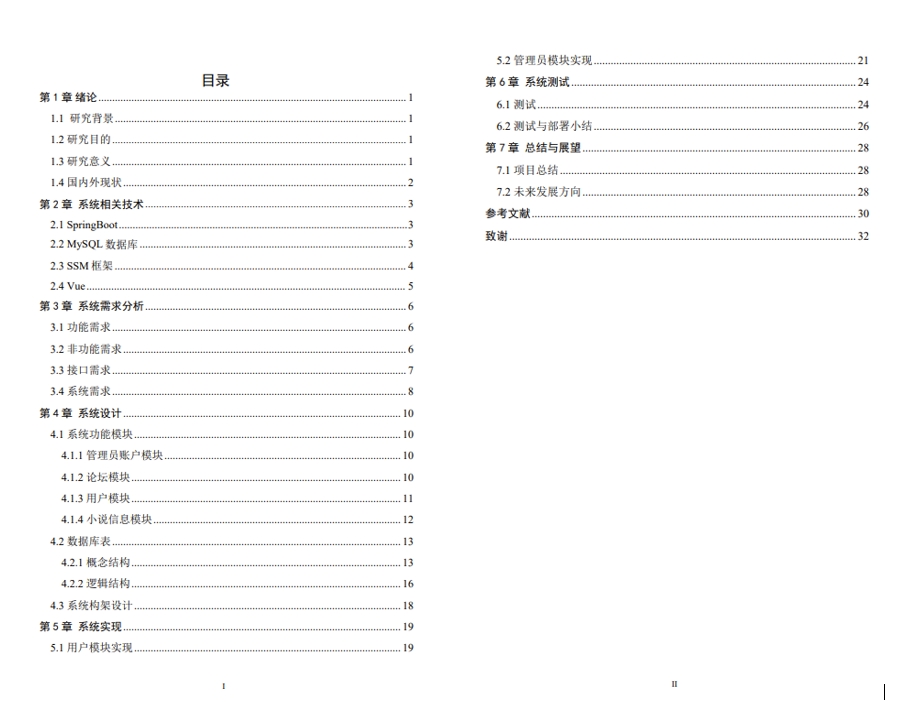 目录
第 1 章 绪论........ 1
1.1 研究背景........ 1
1.2 研究目的........ 1
1.3 研究意义........ 1
1.4 国内外现状........ 2
第 2 章 系统相关技术........ 3
2.1 SpringBoot........ 3
2.2 MySQL 数据库........ 3
2.3 SSM 框架........ 4
2.4 Vue........ 5
第 3 章 系统需求分析........ 6
3.1 功能需求........ 6
3.2 非功能需求........ 6
3.3 接口需求........ 7
3.4 系统需求........ 8
第 4 章 系统设计........ 10
4.1 系统功能模块........ 10
4.1.1 管理员账户模块........ 10
4.1.2 论坛模块........ 10
4.1.3 用户模块........ 11
4.1.4 小说信息模块........ 12
4.2 数据库表........ 13
4.2.1 概念结构........ 13
4.2.2 逻辑结构........ 16
4.3 系统构架设计........ 18
第 5 章 系统实现........ 19
5.1 用户模块实现........ 19
I
5.2 管理员模块实现........ 21
第 6 章 系统测试........ 24
6.1 测试........ 24
6.2 测试与部署小结........ 26
第 7 章 总结与展望........ 28
7.1 项目总结........ 28
7.2 未来发展方向........ 28
参考文献........ 30
致谢........ 32
II